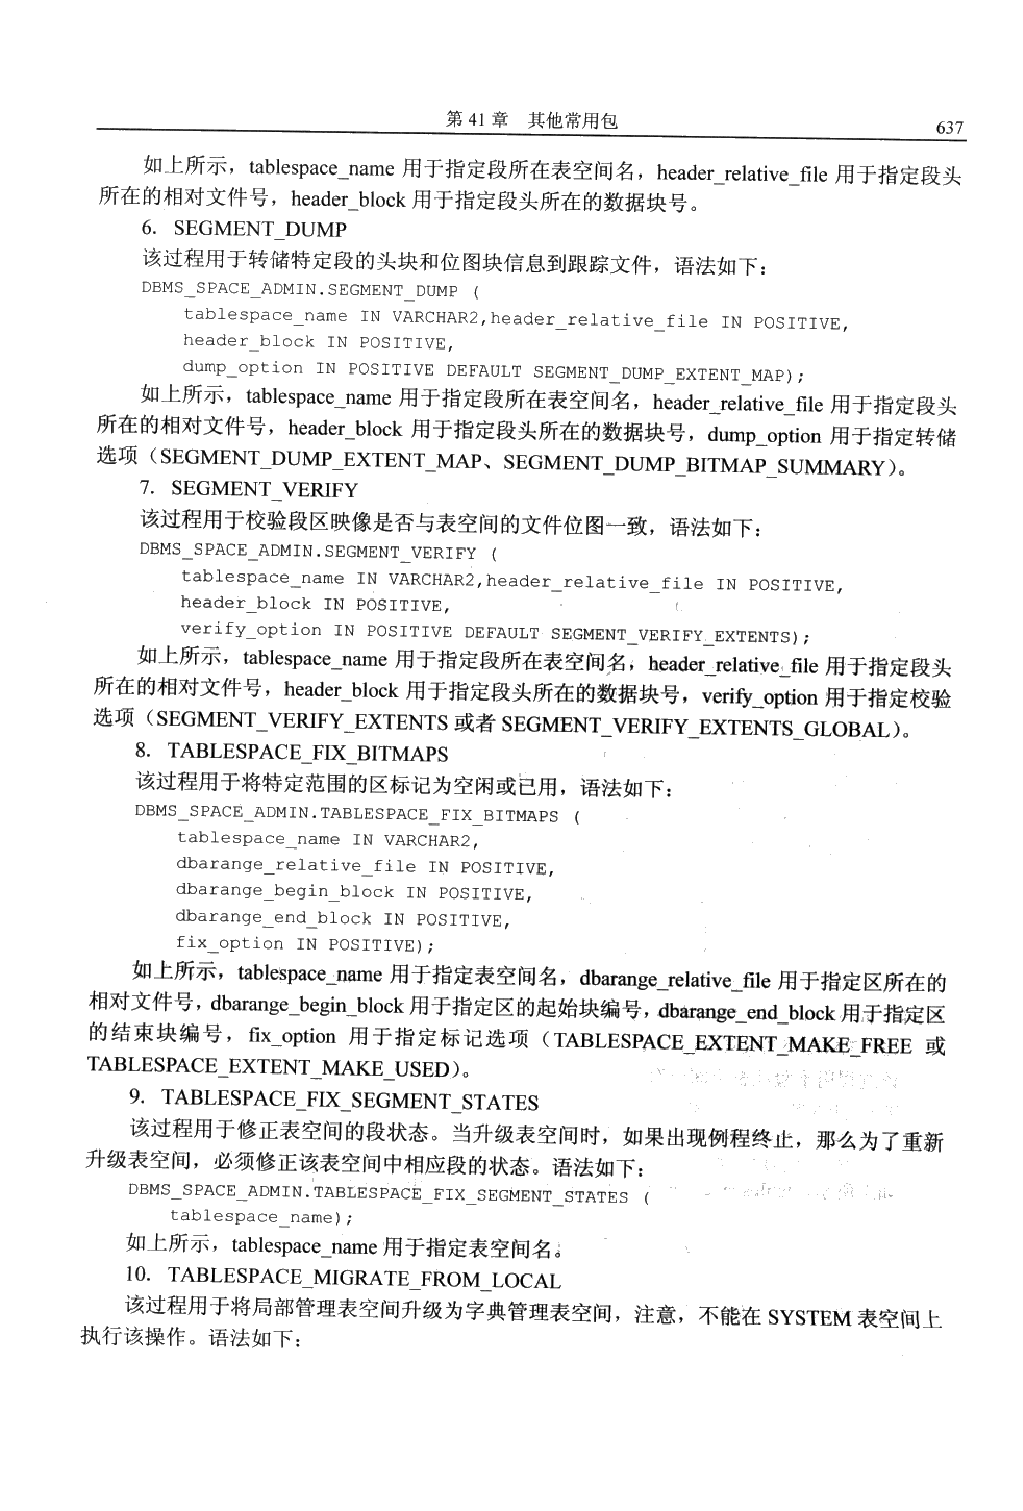 第 41 章　其他常用包
637
如上所示，tablespace_name 用于指定段所在表空间名，header_relative_file 用于指定段头
所在的相对文件号，header_block 用于指定段头所在的数据块号。
6. SEGMENT_DUMP
该过程用于转储特定段的头块和位图块信息到跟踪文件，语法如下：
DBMS_SPACE_ADMIN.SEGMENT_DUMP (
tablespace_name IN VARCHAR2,header_relative_file IN POSITIVE,
header_block IN POSITIVE,
dump_option IN POSITIVE DEFAULT SEGMENT_DUMP_EXTENT_MAP);
如上所示，tablespace_name 用于指定段所在表空间名，header_relative_file 用于指定段头
所在的相对文件号，header_block 用于指定段头所在的数据块号，dump_option 用于指定转储
选项（SEGMENT_DUMP_EXTENT_MAP、SEGMENT_DUMP_BITMAP_SUMMARY）。
7. SEGMENT_VERIFY
该过程用于校验段区映像是否与表空间的文件位图一致，语法如下：
DBMS_SPACE_ADMIN.SEGMENT_VERIFY (
tablespace_name IN VARCHAR2,header_relative_file IN POSITIVE,
header_block IN POSITIVE,
verify_option IN POSITIVE DEFAULT SEGMENT_VERIFY_EXTENTS);
如上所示，tablespace_name 用于指定段所在表空间名，header_relative_file 用于指定段头
所在的相对文件号，header_block 用于指定段头所在的数据块号，verify_option 用于指定校验
选项（SEGMENT_VERIFY_EXTENTS 或者 SEGMENT_VERIFY_EXTENTS_GLOBAL）。
8. TABLESPACE_FIX_BITMAPS
该过程用于将特定范围的区标记为空闲或已用，语法如下：
DBMS_SPACE_ADMIN.TABLESPACE_FIX_BITMAPS (
tablespace_name IN VARCHAR2,
dbarange_relative_file IN POSITIVE,
dbarange_begin_block IN POSITIVE,
dbarange_end_block IN POSITIVE,
fix_option IN POSITIVE);
如上所示，tablespace_name 用于指定表空间名，dbarange_relative_file 用于指定区所在的
相对文件号，dbarange_begin_block 用于指定区的起始块编号，dbarange_end_block 用于指定区
的结束块编号，fix_option 用于指定标记选项（TABLESPACE_EXTENT_MAKE_FREE 或
TABLESPACE_EXTENT_MAKE_USED）。
9. TABLESPACE_FIX_SEGMENT_STATES
该过程用于修正表空间的段状态。当升级表空间时，如果出现例程终止，那么为了重新
升级表空间，必须修正该表空间中相应段的状态。语法如下：
DBMS_SPACE_ADMIN.TABLESPACE_FIX_SEGMENT_STATES (
tablespace_name);
如上所示，tablespace_name 用于指定表空间名。
10. TABLESPACE_MIGRATE_FROM_LOCAL
该过程用于将局部管理表空间升级为字典管理表空间，注意，不能在 SYSTEM 表空间上
执行该操作。语法如下：